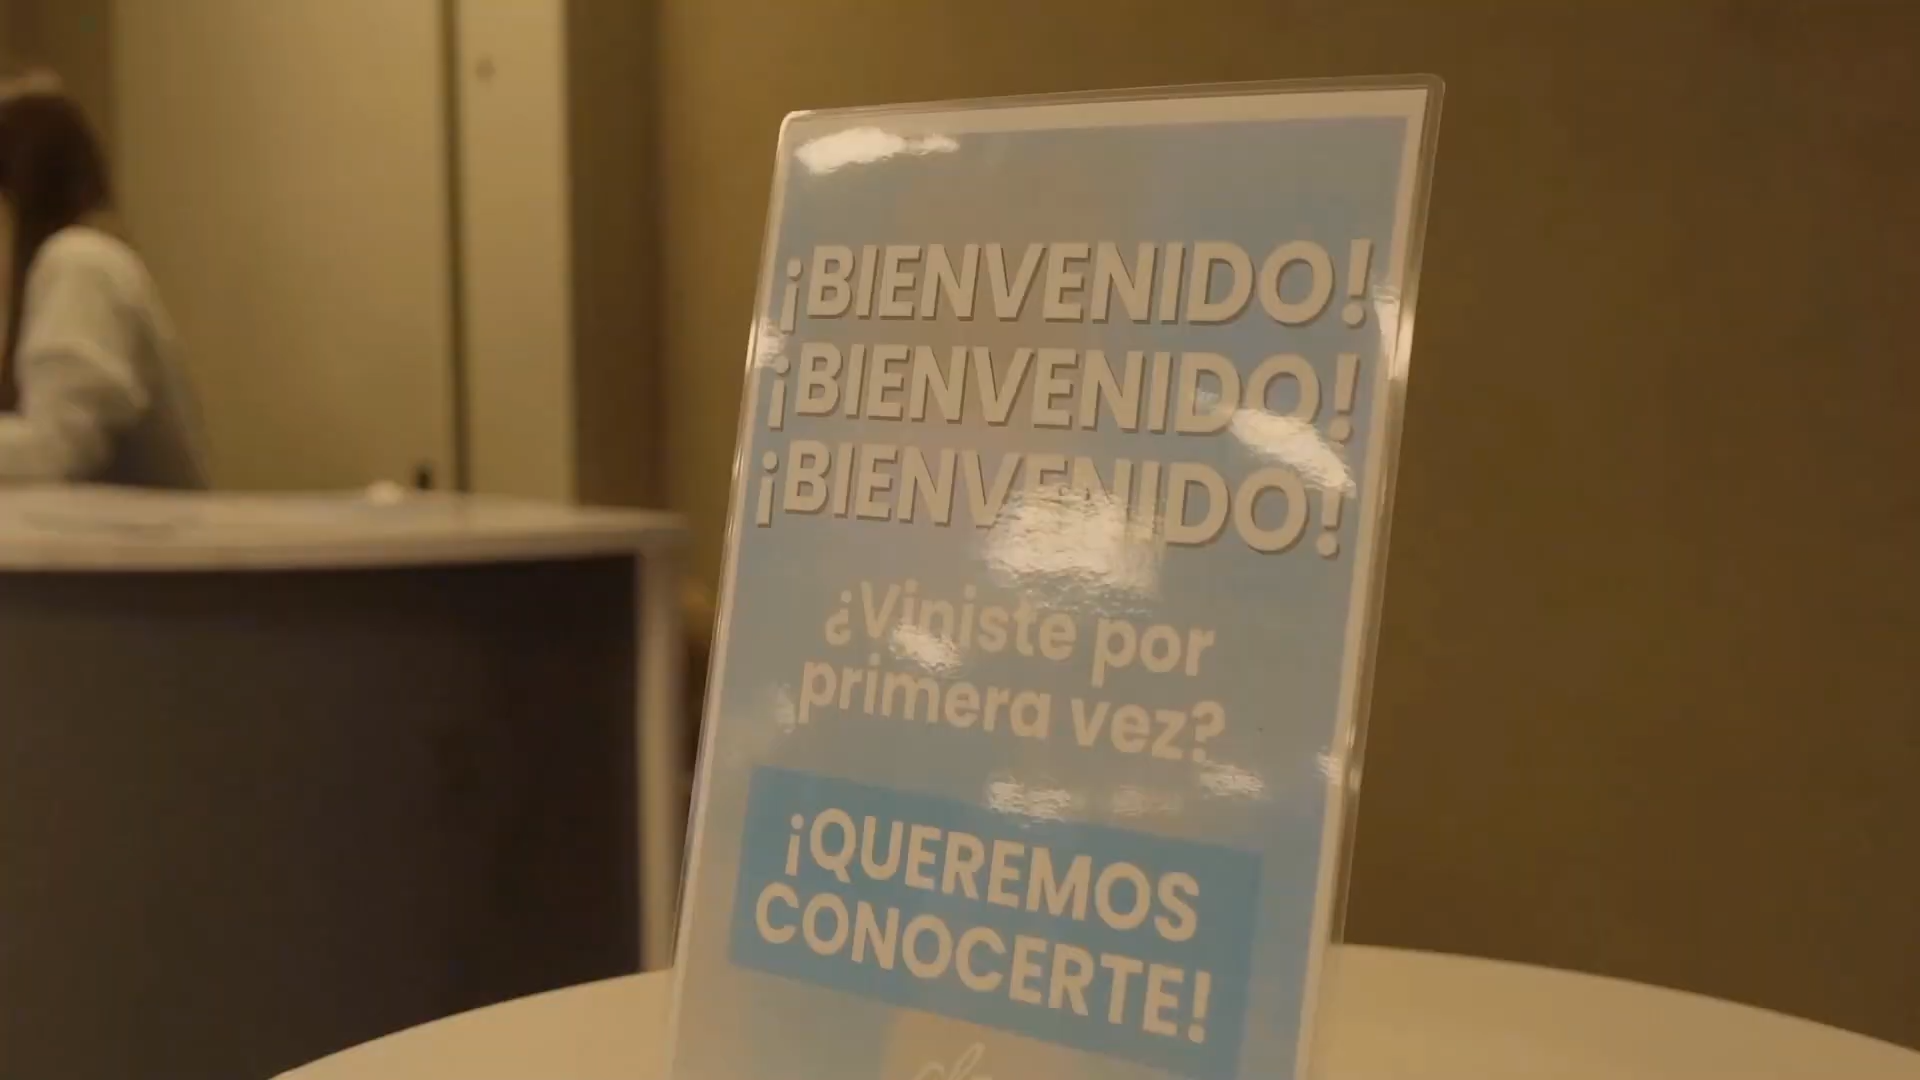 ¡BIENVENIDO!
¡BIENVENIDO!
¡BIENVENIDO!
¿Viniste por
primera vez?
¡QUEREMOS
CONOCERTE!